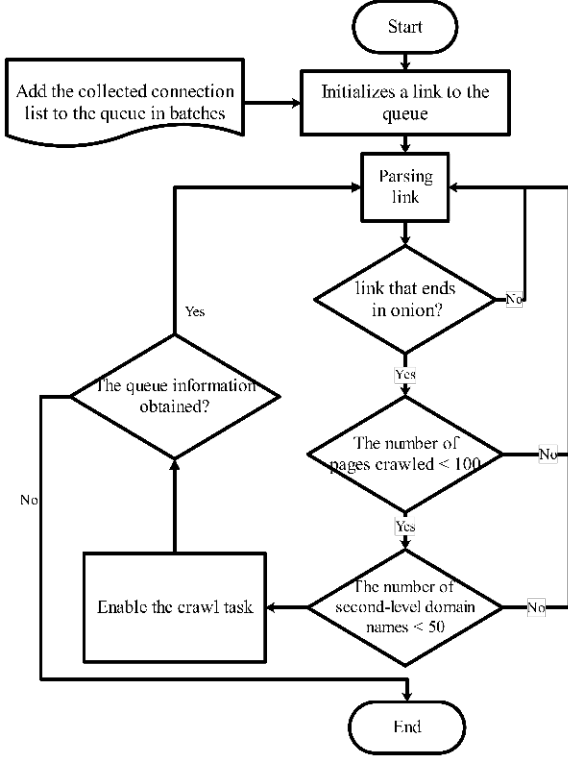 Start
Add the collected connection
list to the queue in batches
Initializes a link to the
queue
Parsing
link
link that ends
in onion?
No
Yes
Yes
The queue information
obtained?
The number of
pages crawled < 100
No
No
Yes
The number of
second-level domain
names < 50
No
Enable the crawl task
End